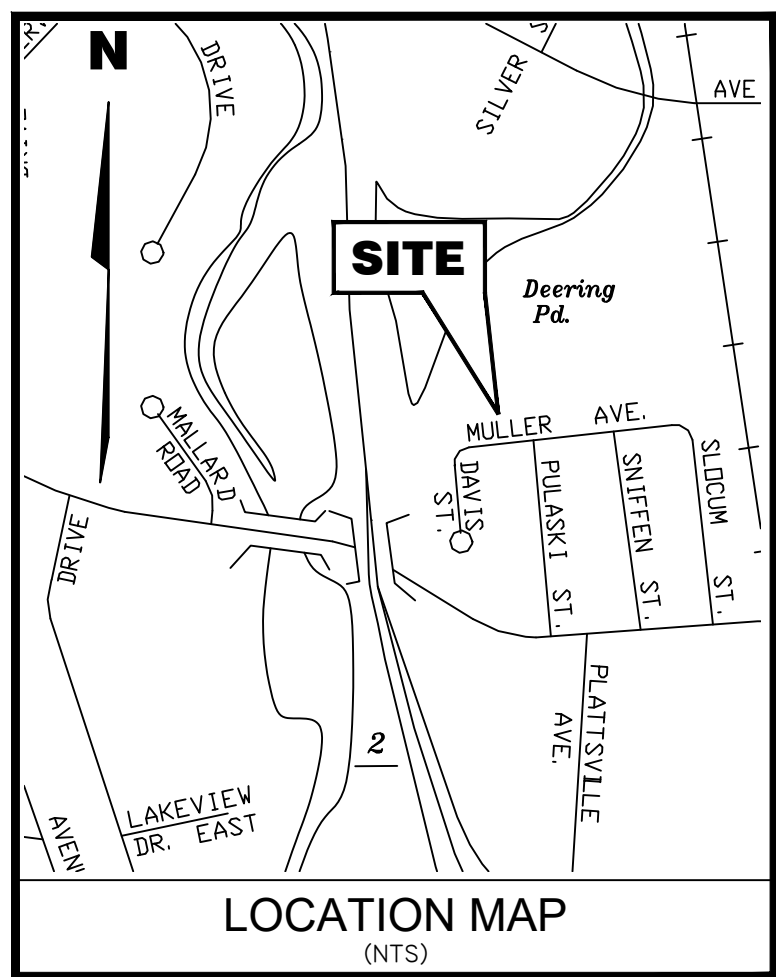 N
DRIVE
SILVER
AVE
SITE
Deering
Pd.
MULLER AVE.
MALLARD
ROAD
DAVIS
ST.
PULASKI ST.
SNIFFEN ST.
SLOCUM ST.
DRIVE
PLATTSVILLE
AVE.
2
LAKEVIEW
DR. EAST
LOCATION MAP
(NTS)